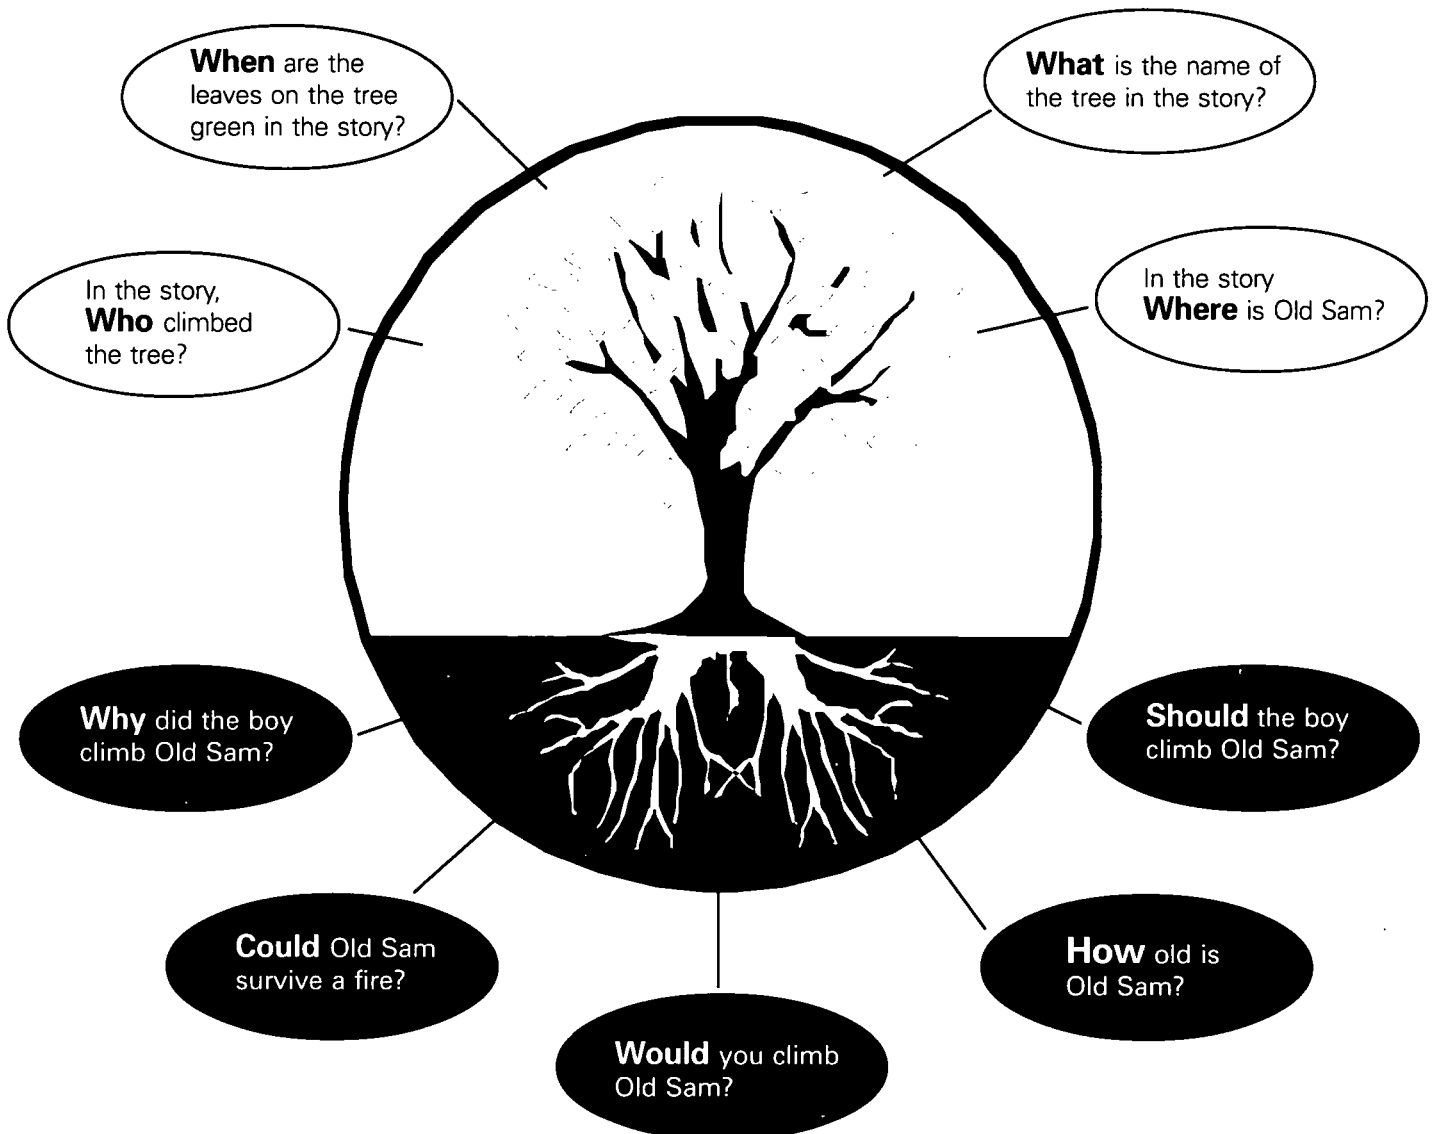 When are the
leaves on the tree
green in the story?
What is the name of
the tree in the story?
In the story,
Who climbed
the tree?
In the story
Where is Old Sam?
Why did the boy
climb Old Sam?
Should the boy
climb Old Sam?
Could Old Sam
survive a fire?
How old is
Old Sam?
Would you climb
Old Sam?